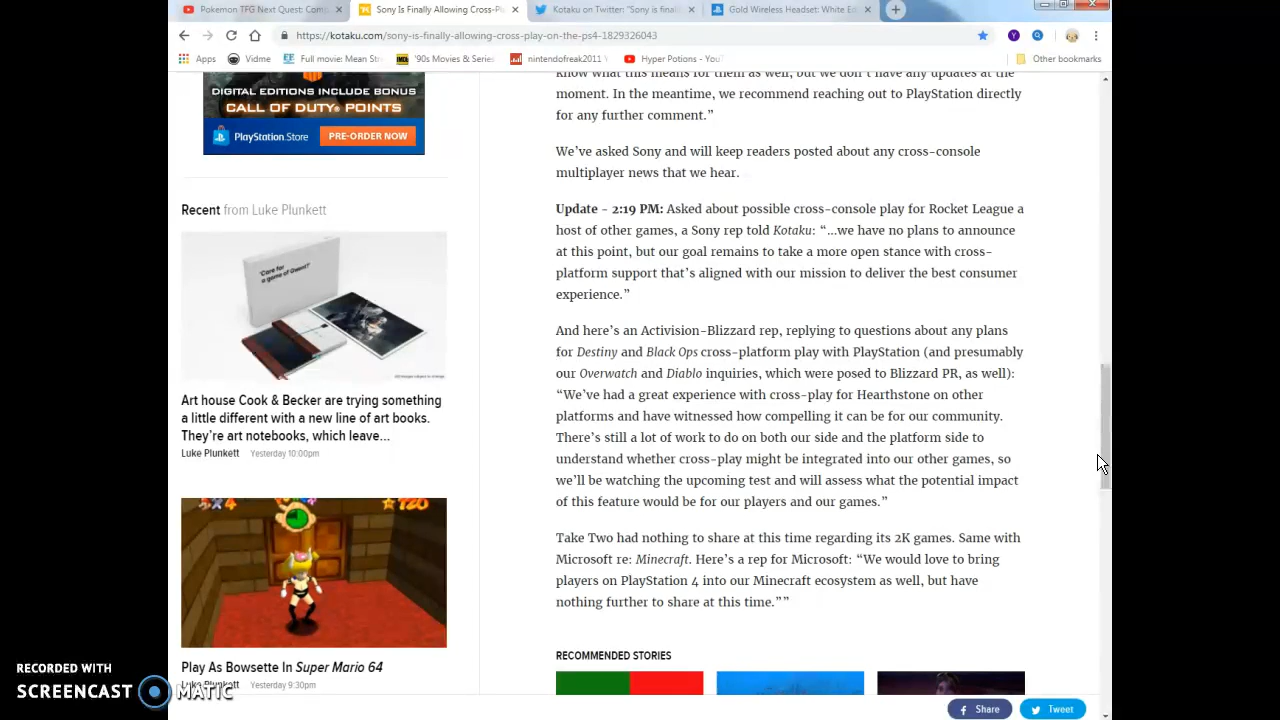 Pokemon TFG Next Quest: Comp
Sony Is Finally Allowing Cross-Pl
Kotaku on Twitter: "Sony is final
Gold Wireless Headset: White Ed
https://kotaku.com/sony-is-finally-allowing-cross-play-on-the-ps4-1829326043
Apps
Vidme
Full movie: Mean Str
'90s Movies & Series
nintendofreak2011
Hyper Potions - You
Other bookmarks
DIGITAL EDITIONS INCLUDE BONUS
CALL OF DUTY POINTS
PlayStation.Store
PRE-ORDER NOW
Recent from Luke Plunkett
'Care for
a game of Gwent?'
Art house Cook & Becker are trying something
a little different with a new line of art books.
They're art notebooks, which leave...
Luke Plunkett Yesterday 10:00pm
4
120
Play As Bowsette In Super Mario 64
Luke Plunkett Yesterday 9:30pm
know what this means for them as well, but we don't have any updates at the
moment. In the meantime, we recommend reaching out to PlayStation directly
for any further comment."
We've asked Sony and will keep readers posted about any cross-console
multiplayer news that we hear.
Update - 2:19 PM: Asked about possible cross-console play for Rocket League a
host of other games, a Sony rep told Kotaku: "...we have no plans to announce
at this point, but our goal remains to take a more open stance with cross-
platform support that's aligned with our mission to deliver the best consumer
experience."
And here's an Activision-Blizzard rep, replying to questions about any plans
for Destiny and Black Ops cross-platform play with PlayStation (and presumably
our Overwatch and Diablo inquiries, which were posed to Blizzard PR, as well):
"We've had a great experience with cross-play for Hearthstone on other
platforms and have witnessed how compelling it can be for our community.
There's still a lot of work to do on both our side and the platform side to
understand whether cross-play might be integrated into our other games, so
we'll be watching the upcoming test and will assess what the potential impact
of this feature would be for our players and our games."
Take Two had nothing to share at this time regarding its 2K games. Same with
Microsoft re: Minecraft. Here's a rep for Microsoft: "We would love to bring
players on PlayStation 4 into our Minecraft ecosystem as well, but have
nothing further to share at this time.""
RECOMMENDED STORIES
Share
Tweet
RECORDED WITH
SCREENCAST MATIC